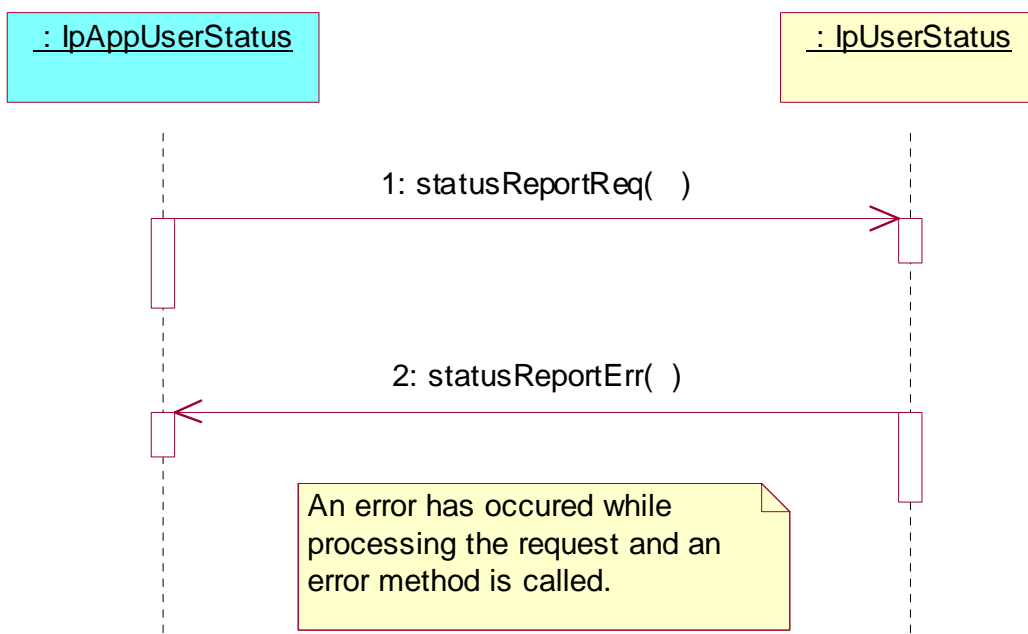 : IpAppUserStatus
: IpUserStatus
1: statusReportReq( )
2: statusReportErr( )
An error has occured while
processing the request and an
error method is called.